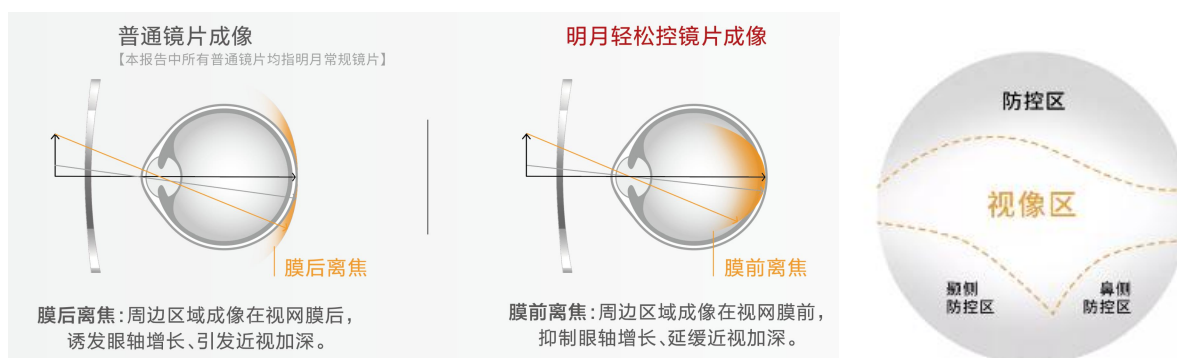 普通镜片成像
【本报告中所有普通镜片均指明月常规镜片】
膜后离焦
膜后离焦:周边区域成像在视网膜后,
诱发眼轴增长、引发近视加深。
明月轻松控镜片成像
膜前离焦
膜前离焦:周边区域成像在视网膜前,
抑制眼轴增长、延缓近视加深。
防控区
视像区
颞侧
防控区
鼻侧
防控区